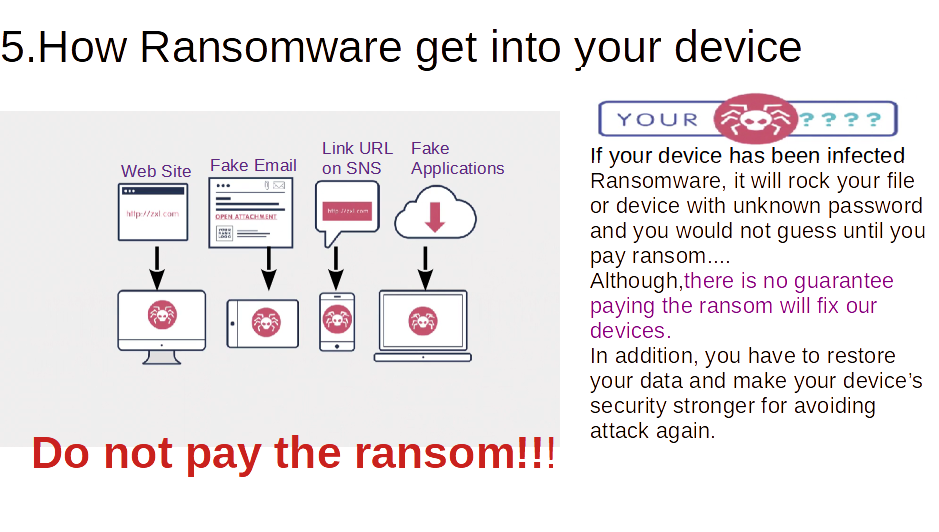 5.How Ransomware get into your device
Web Site
Fake Email
Link URL
on SNS
Fake
Applications
http://zxl com
OPEN ATTACHMENT
YOUR
BANK
LOGO
http://zxl com
Do not pay the ransom!!!
YOUR ????
If your device has been infected
Ransomware, it will rock your file
or device with unknown password
and you would not guess until you
pay ransom....
Although,there is no guarantee
paying the ransom will fix our
devices.
In addition, you have to restore
your data and make your device's
security stronger for avoiding
attack again.